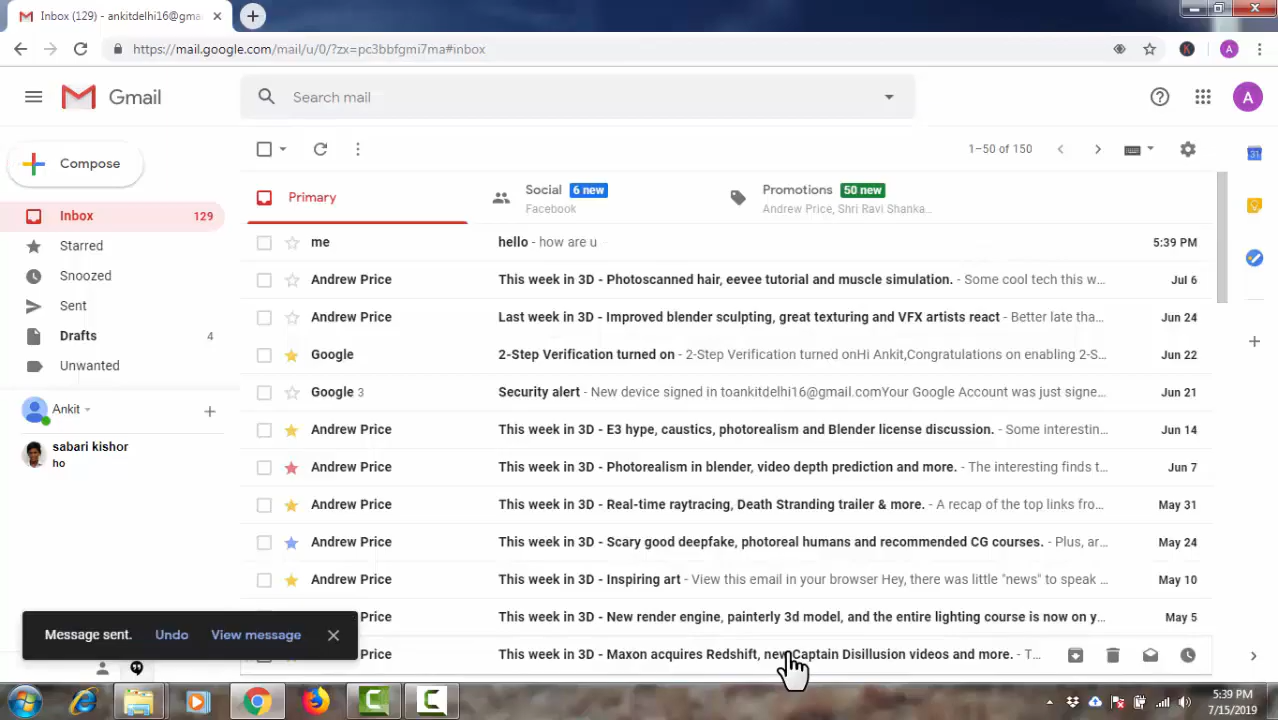 Inbox (129) - ankitdelhi16@gma
https://mail.google.com/mail/u/0/?zx=pc3bbfgmi7ma#inbox
Gmail
Search mail
A
Compose
1–50 of 150
Inbox 129
Starred
Snoozed
Sent
Drafts 4
Unwanted
Ankit
sabari kishor
ho
Primary
Social 6 new
Facebook
Promotions 50 new
Andrew Price, Shri Ravi Shanka...
me hello - how are u 5:39 PM
Andrew Price This week in 3D - Photoscanned hair, eevee tutorial and muscle simulation. - Some cool tech this w... Jul 6
Andrew Price Last week in 3D - Improved blender sculpting, great texturing and VFX artists react - Better late tha... Jun 24
Google 2-Step Verification turned on - 2-Step Verification turned onHi Ankit,Congratulations on enabling 2-S... Jun 22
Google 3 Security alert - New device signed in toankitdelhi16@gmail.comYour Google Account was just signe... Jun 21
Andrew Price This week in 3D - E3 hype, caustics, photorealism and Blender license discussion. - Some interestin... Jun 14
Andrew Price This week in 3D - Photorealism in blender, video depth prediction and more. - The interesting finds t... Jun 7
Andrew Price This week in 3D - Real-time raytracing, Death Stranding trailer & more. - A recap of the top links fro... May 31
Andrew Price This week in 3D - Scary good deepfake, photoreal humans and recommended CG courses. - Plus, ar... May 24
Andrew Price This week in 3D - Inspiring art - View this email in your browser Hey, there was little "news" to speak ... May 10
Price This week in 3D - New render engine, painterly 3d model, and the entire lighting course is now on y... May 5
Price This week in 3D - Maxon acquires Redshift, new Captain Disillusion videos and more. - T...
Message sent. Undo View message
5:39 PM
7/15/2019